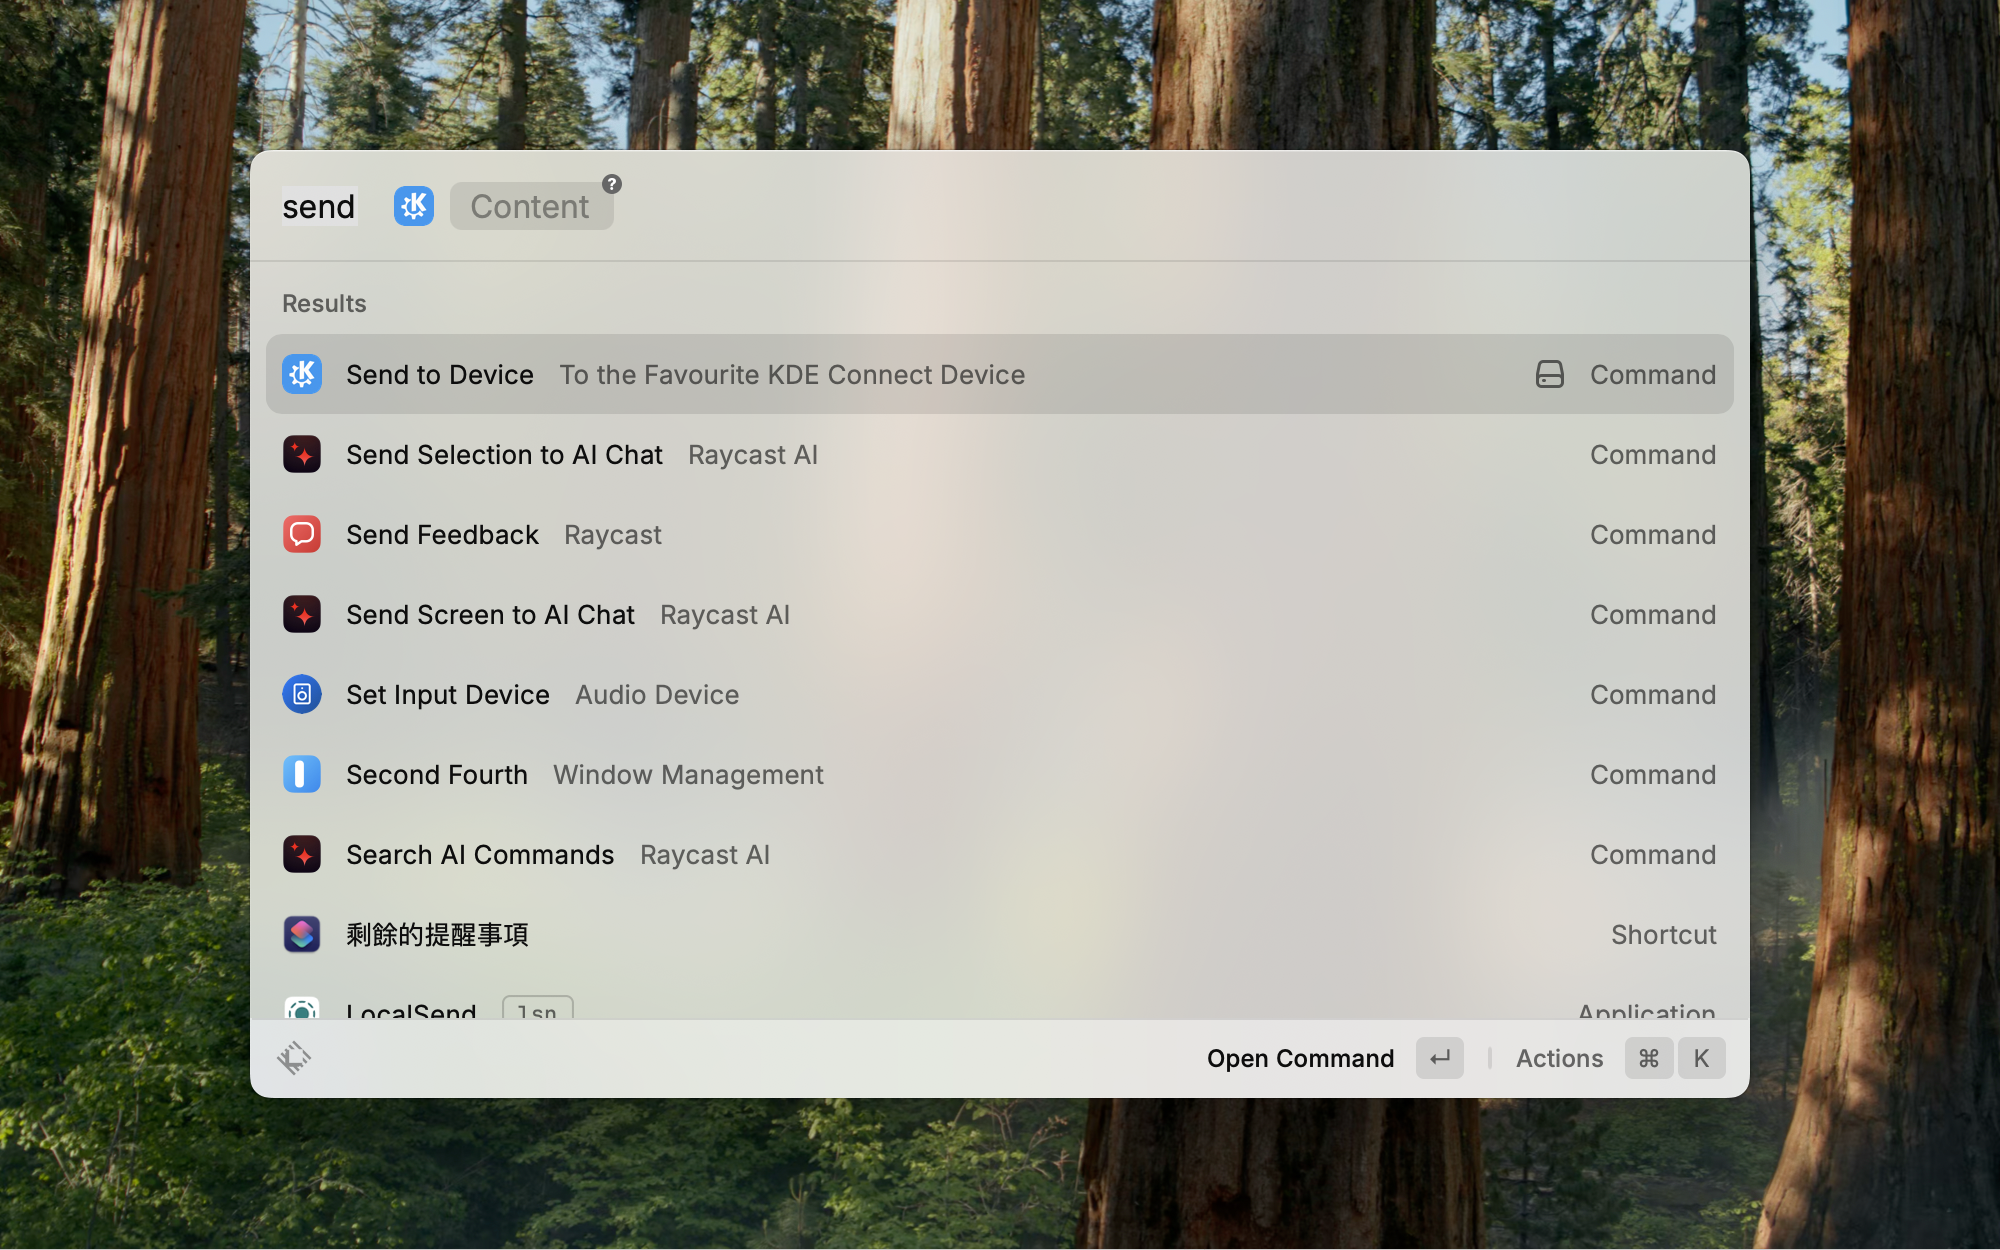 send Content ?
Results
Send to Device To the Favourite KDE Connect Device Command
Send Selection to AI Chat Raycast AI Command
Send Feedback Raycast Command
Send Screen to AI Chat Raycast AI Command
Set Input Device Audio Device Command
Second Fourth Window Management Command
Search AI Commands Raycast AI Command
剩餘的提醒事項 Shortcut
LocalSend lsn Application
Open Command ↵ Actions ⌘ K